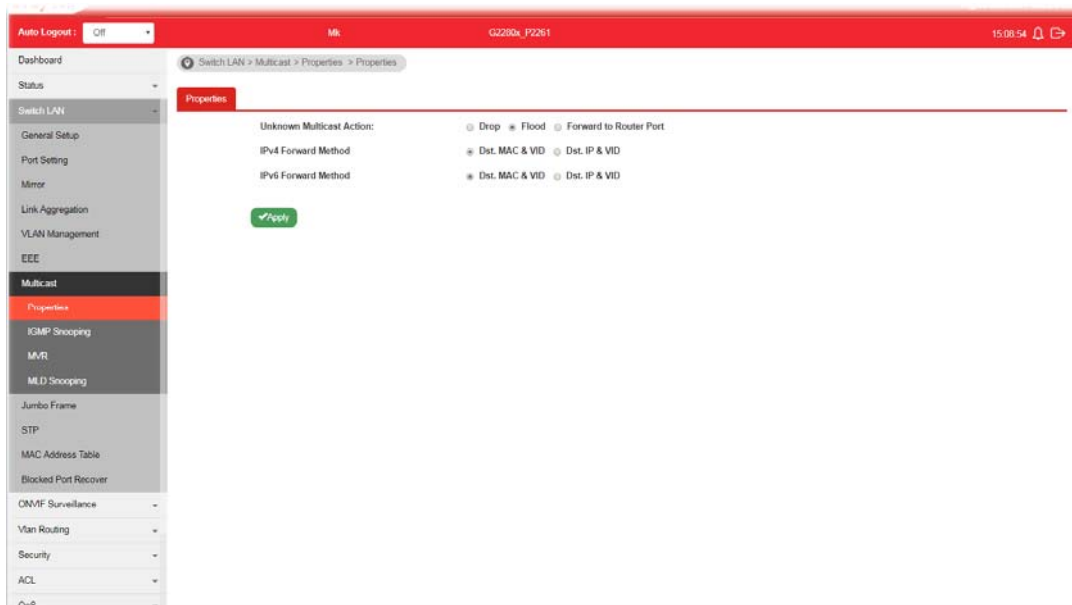 Auto Logout : Off Mk G2280x_P2261 15:08:54
Dashboard
Switch LAN > Multicast > Properties > Properties
Status
Properties
Switch LAN
General Setup
Port Setting
Mirror
Link Aggregation
VLAN Management
EEE
Multicast
Properties
IGMP Snooping
MVR
MLD Snooping
Jumbo Frame
STP
MAC Address Table
Blocked Port Recover
ONVIF Surveillance
Vlan Routing
Security
ACL
QoS
Unknown Multicast Action: Drop Flood Forward to Router Port
IPv4 Forward Method Dst. MAC & VID Dst. IP & VID
IPv6 Forward Method Dst. MAC & VID Dst. IP & VID
Apply